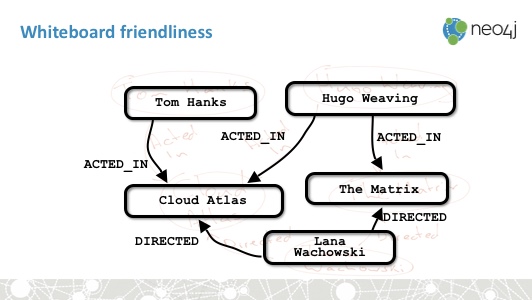 Whiteboard friendliness
neo4j
Tom Hanks
Hugo Weaving
ACTED_IN
ACTED_IN
ACTED_IN
Cloud Atlas
The Matrix
DIRECTED
DIRECTED
Lana
Wachowski